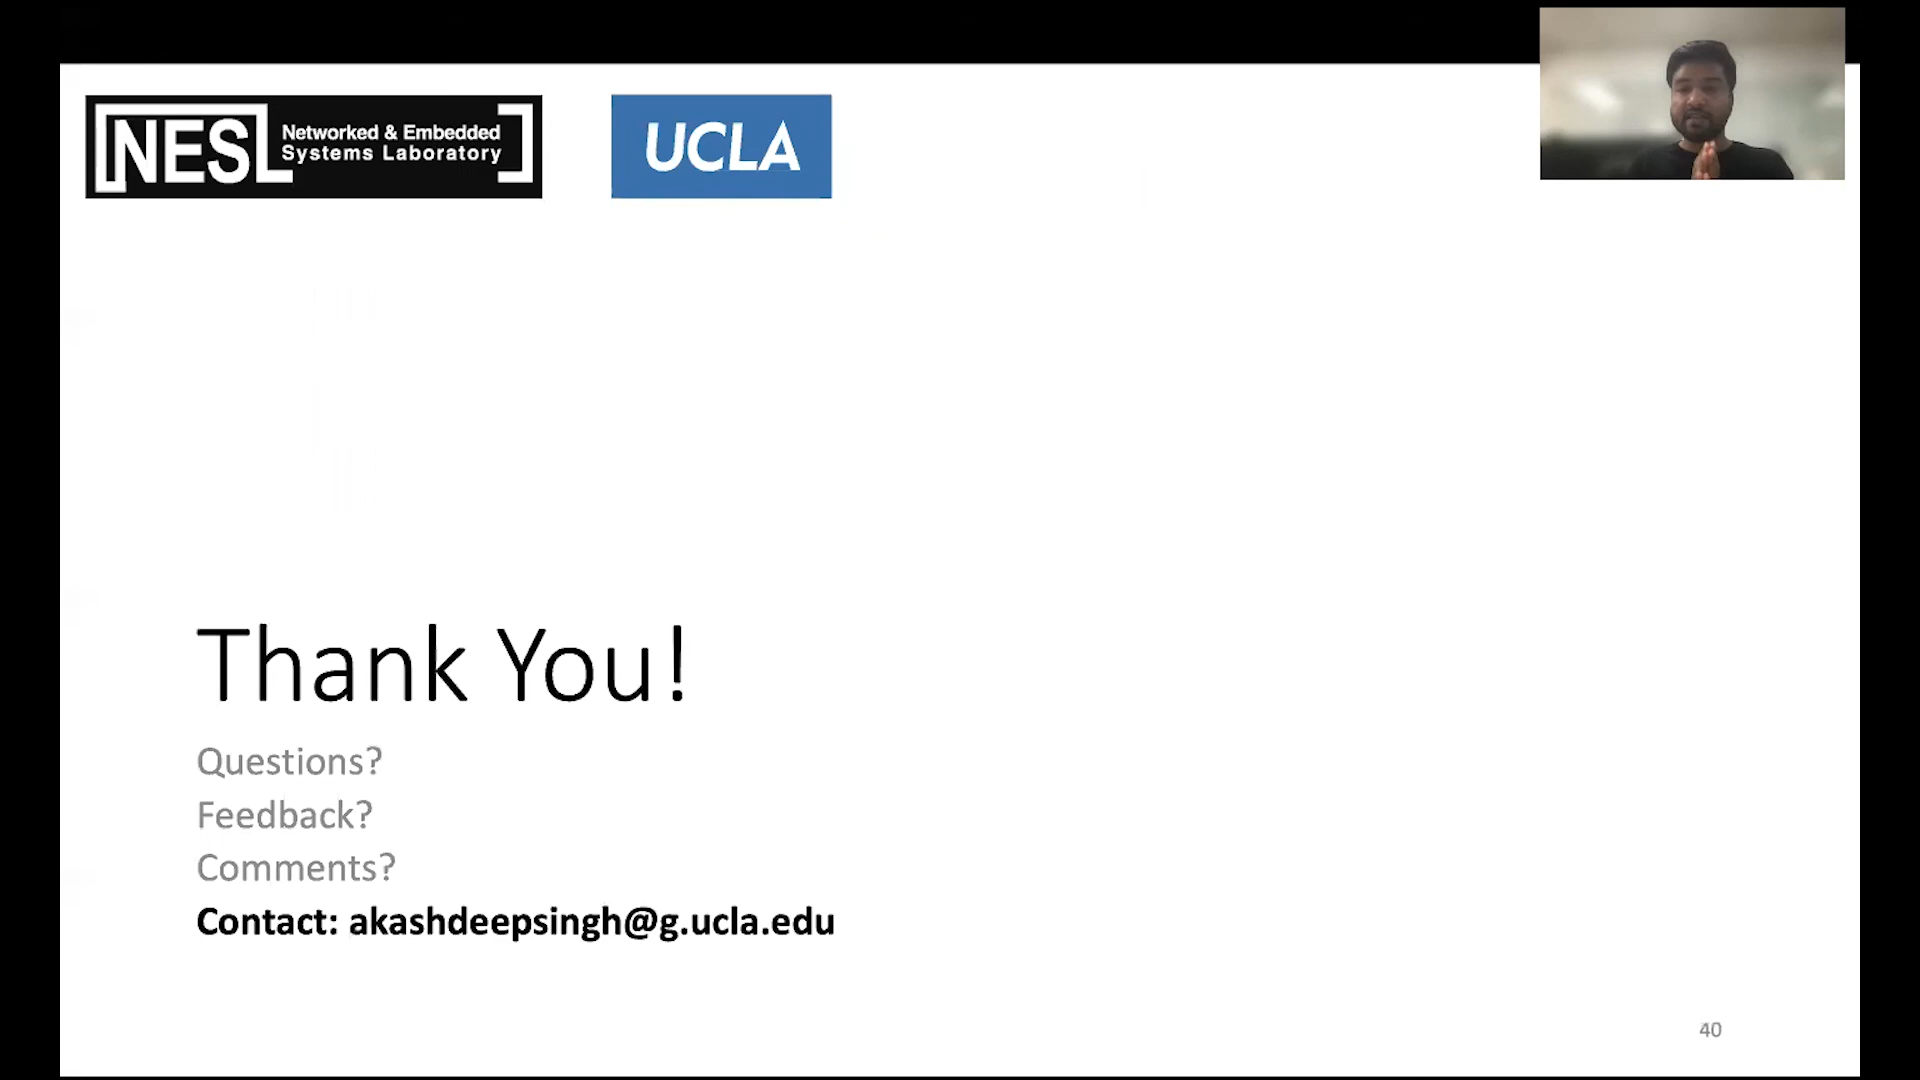 NESL Networked & Embedded
Systems Laboratory
UCLA
Thank You!
Questions?
Feedback?
Comments?
Contact: akashdeepsingh@g.ucla.edu
40